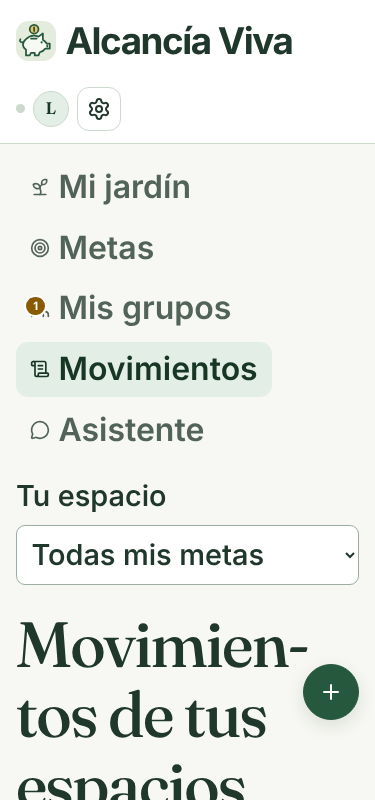 Alcancía Viva
L
Mi jardín
Metas
1
Mis grupos
Movimientos
Asistente
Tu espacio
Todas mis metas
Movimien-
tos de tus
espacios